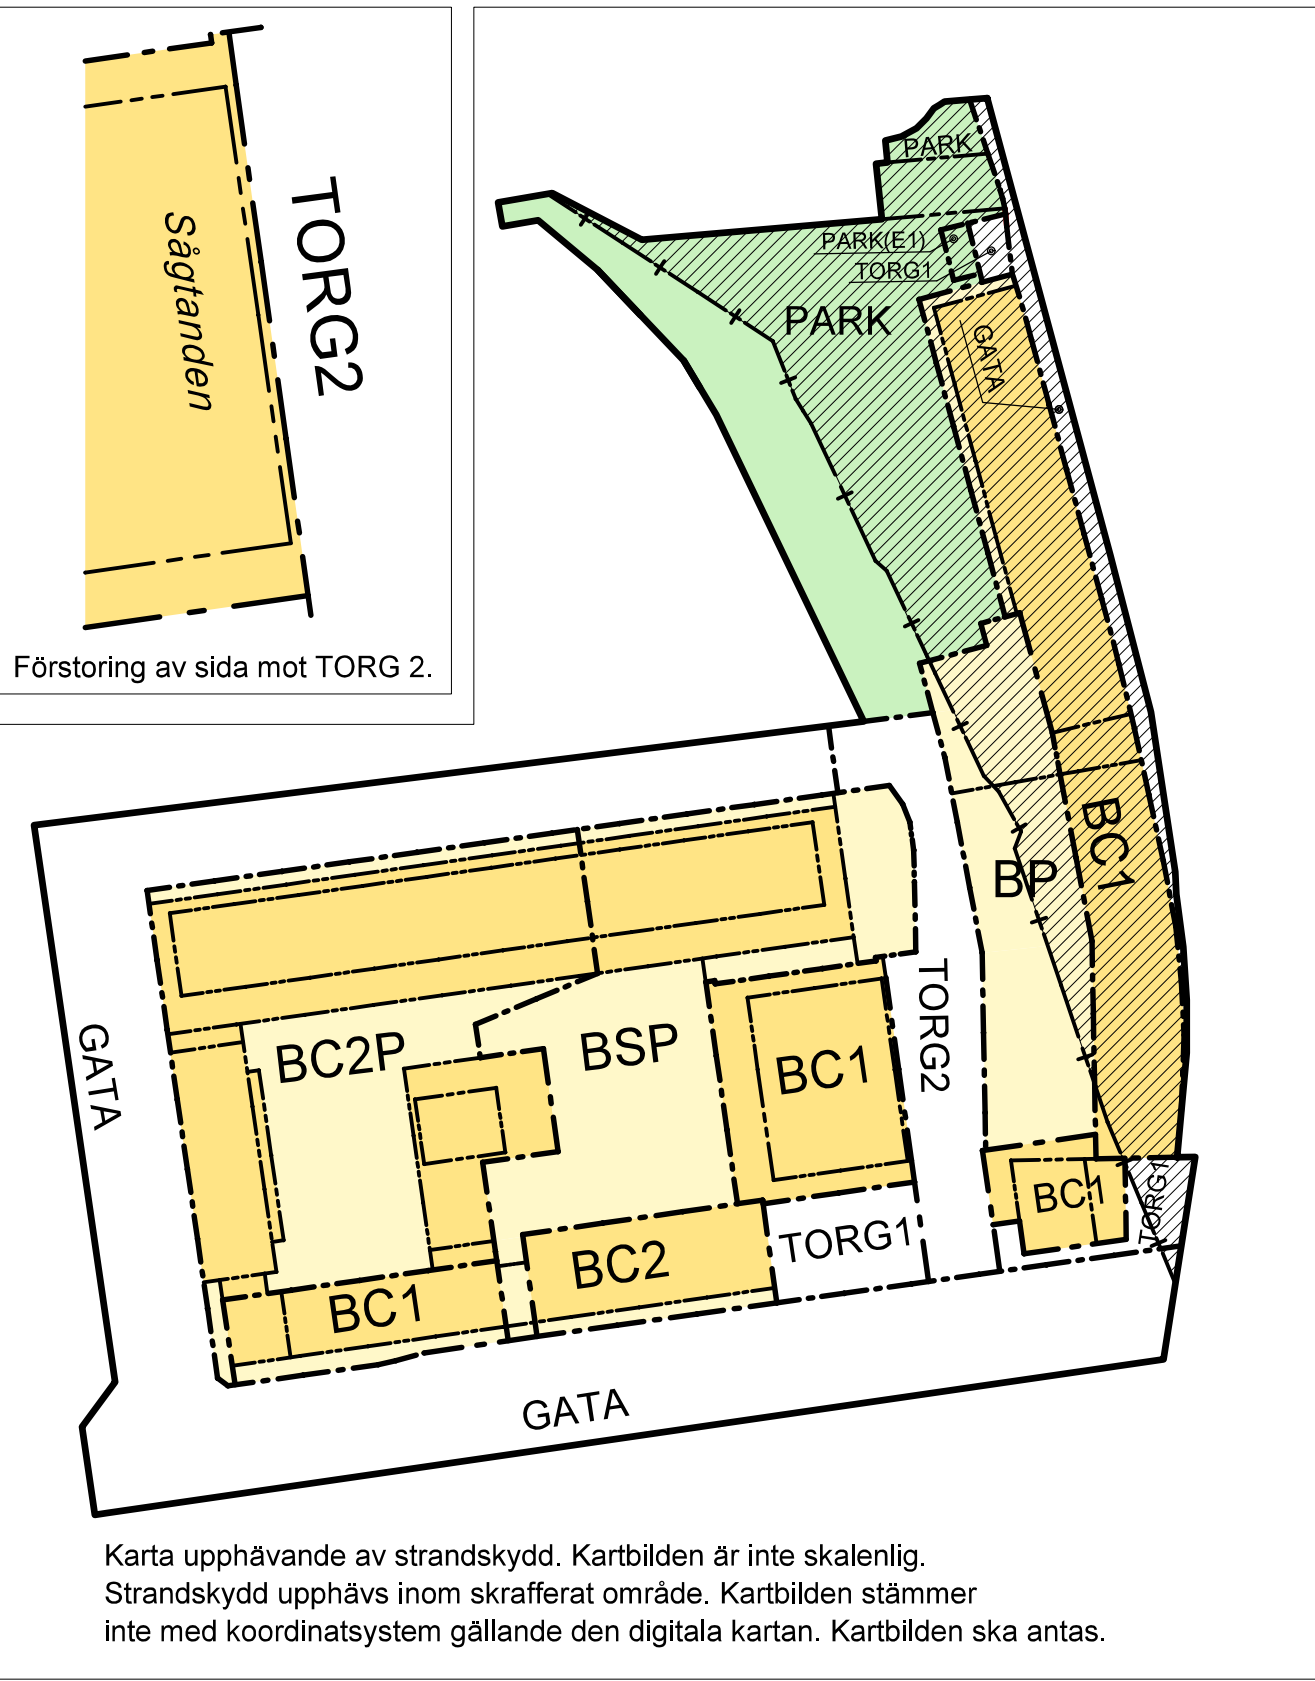 TORG2
Sågtanden
Förstoring av sida mot TORG 2.
PARK
PARK(E1)
TORG1
PARK
GATA
BC1
BP
TORG2
GATA
BC2P
BSP
BC1
BC1
TORG1
TORG1
BC2
BC1
GATA
Karta upphävande av strandskydd. Kartbilden är inte skalenlig.
Strandskydd upphävs inom skrafferat område. Kartbilden stämmer
inte med koordinatsystem gällande den digitala kartan. Kartbilden ska antas.